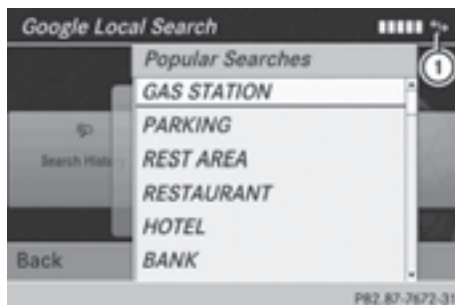 Google Local Search
1
Popular Searches
GAS STATION
PARKING
REST AREA
RESTAURANT
HOTEL
BANK
Search
Back
P82.87-7672-31